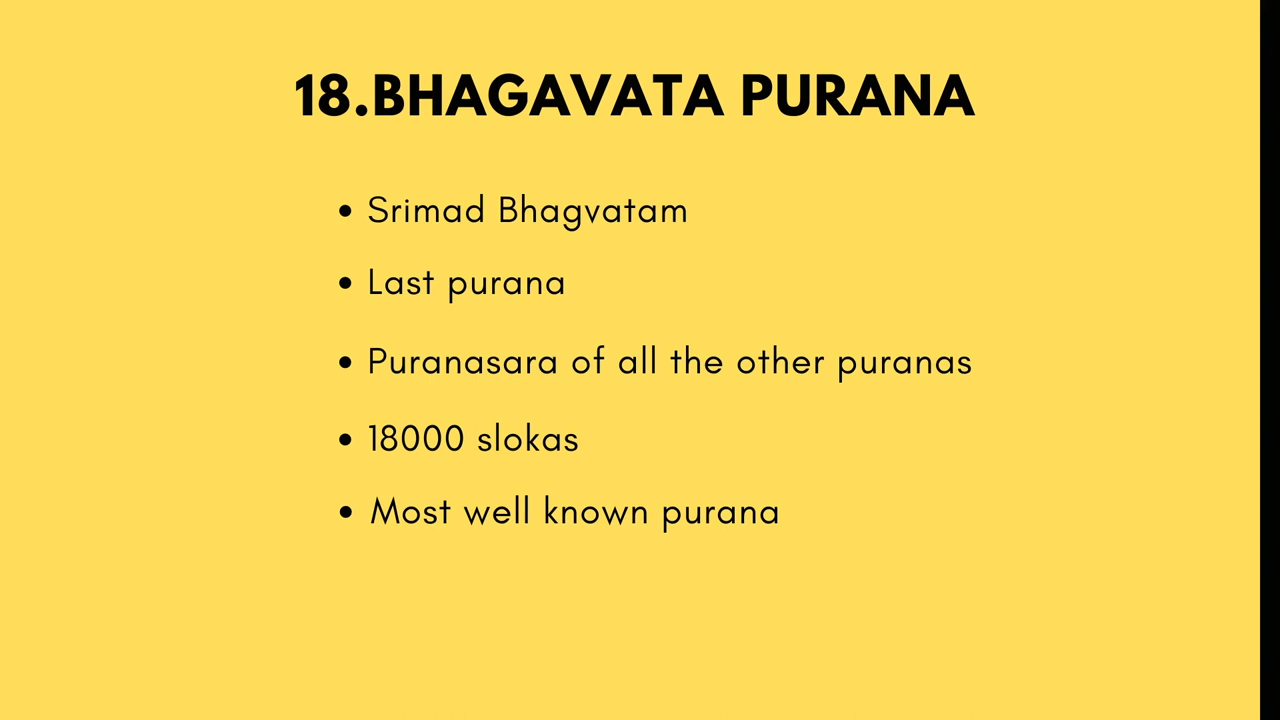 18.BHAGAVATA PURANA
• Srimad Bhagvatam
• Last purana
• Puranasara of all the other puranas
• 18000 slokas
• Most well known purana